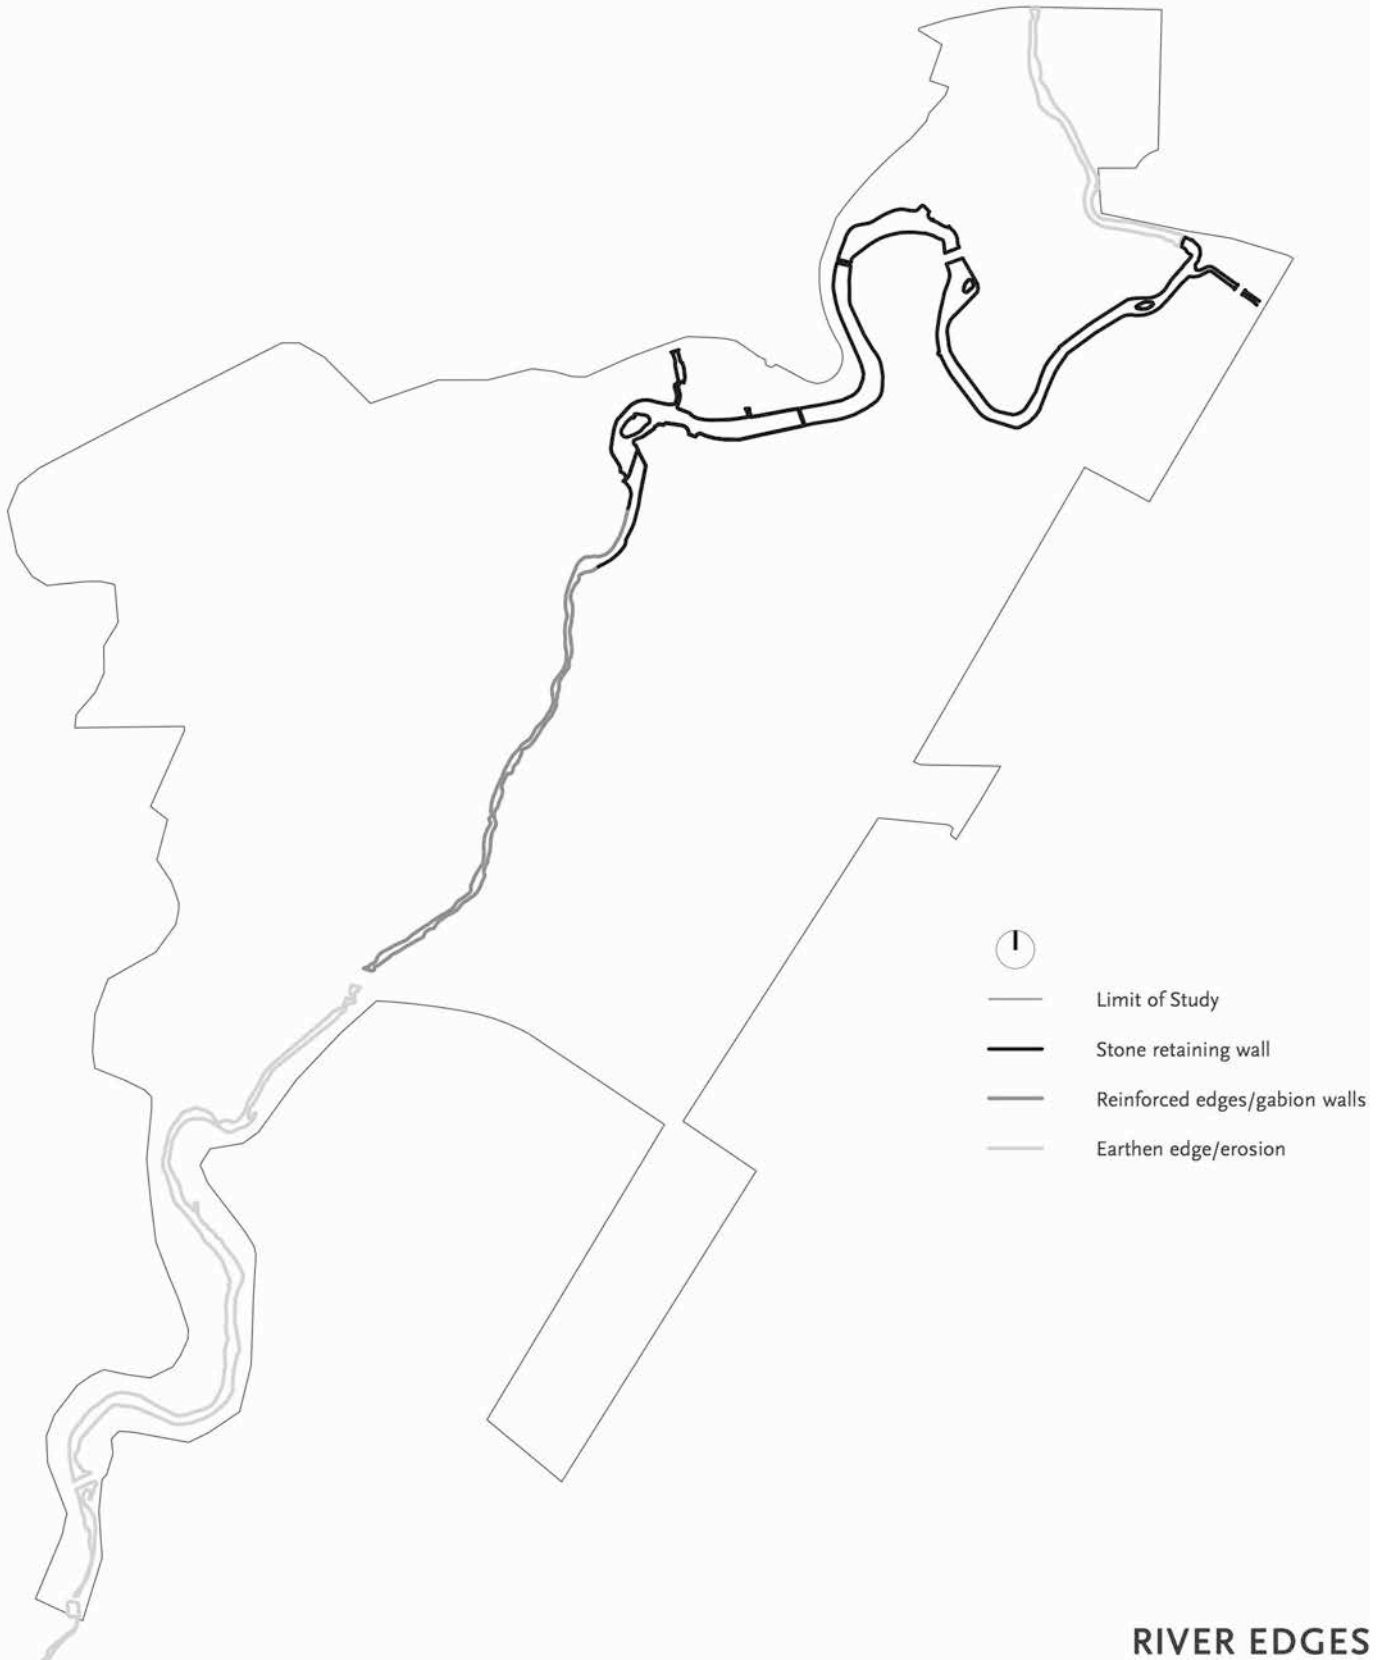 Limit of Study
Stone retaining wall
Reinforced edges/gabion walls
Earthen edge/erosion
RIVER EDGES